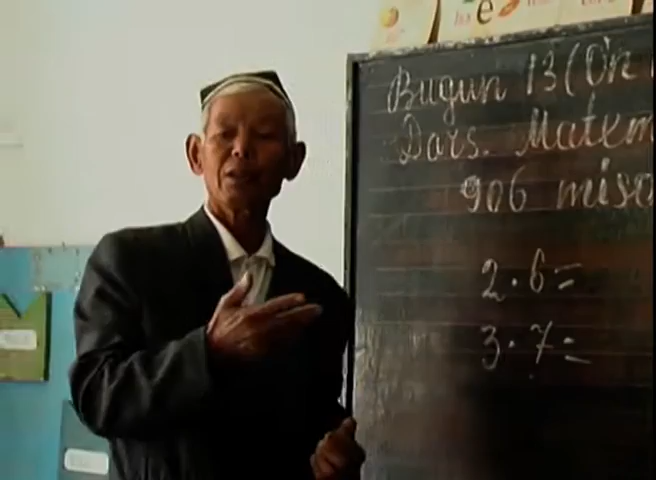 Bugun 13 (O'n
Dars. Matem
906 miso
2·6=
3·7=